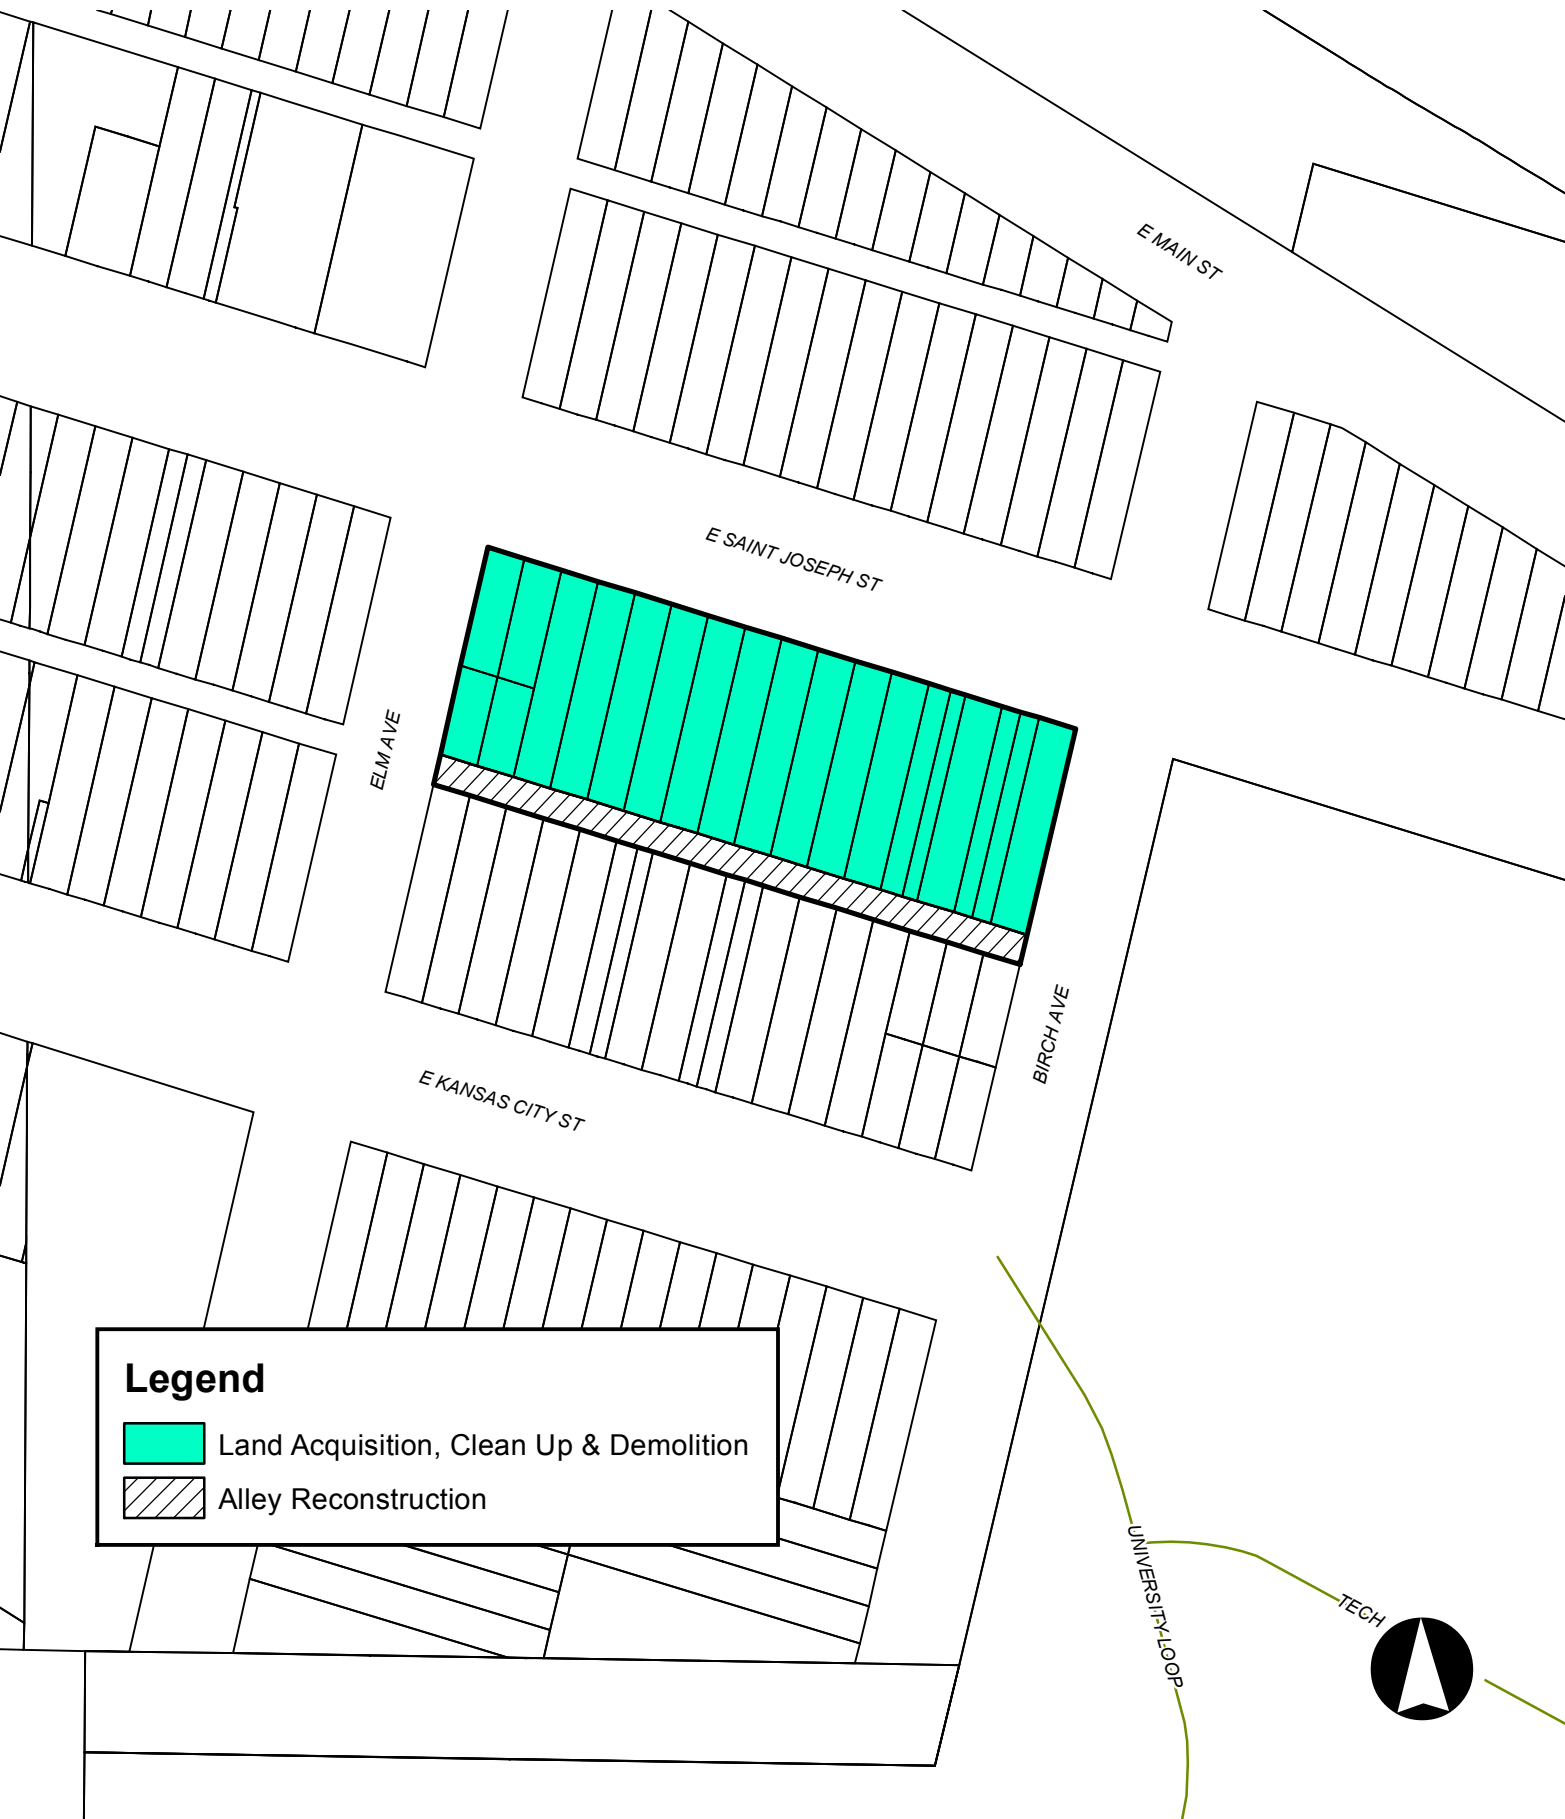 E MAIN ST
E SAINT JOSEPH ST
ELM AVE
BIRCH AVE
E KANSAS CITY ST
Legend
Land Acquisition, Clean Up & Demolition
Alley Reconstruction
UNIVERSITY LOOP
TECH